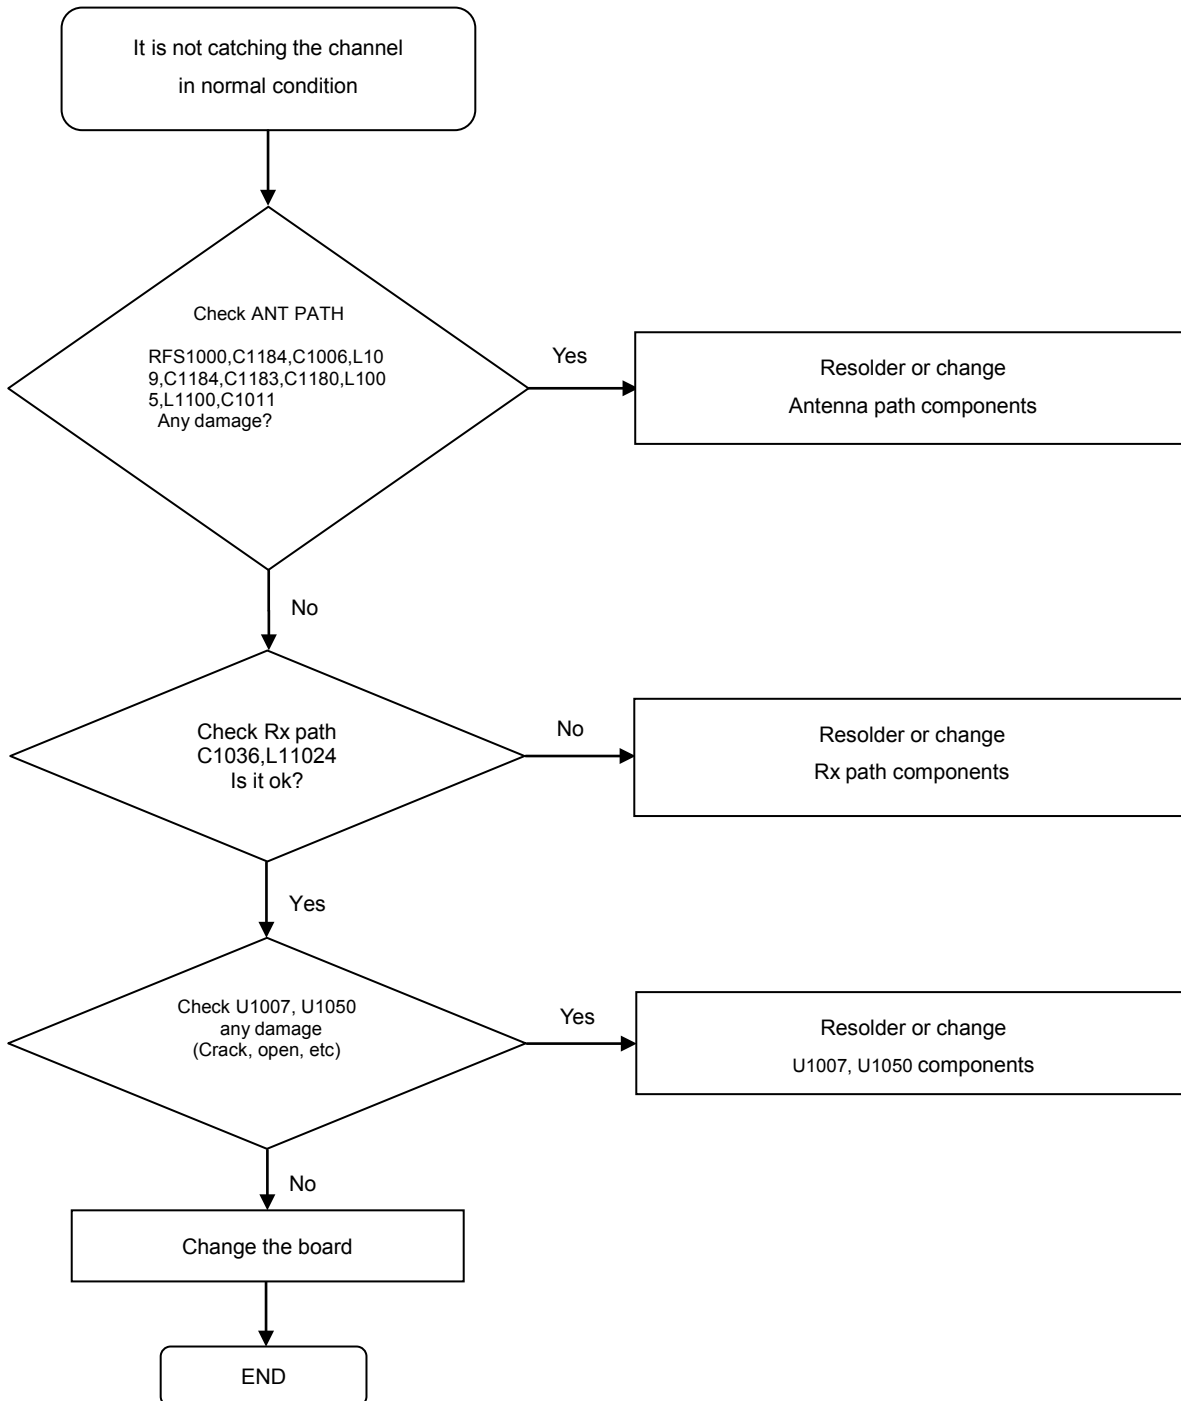 It is not catching the channel
in normal condition
Check ANT PATH
RFS1000,C1184,C1006,L10
9,C1184,C1183,C1180,L100
5,L1100,C1011
Any damage?
Yes
Resolder or change
Antenna path components
No
Check Rx path
C1036,L11024
Is it ok?
No
Resolder or change
Rx path components
Yes
Check U1007, U1050
any damage
(Crack, open, etc)
Yes
Resolder or change
U1007, U1050 components
No
Change the board
END